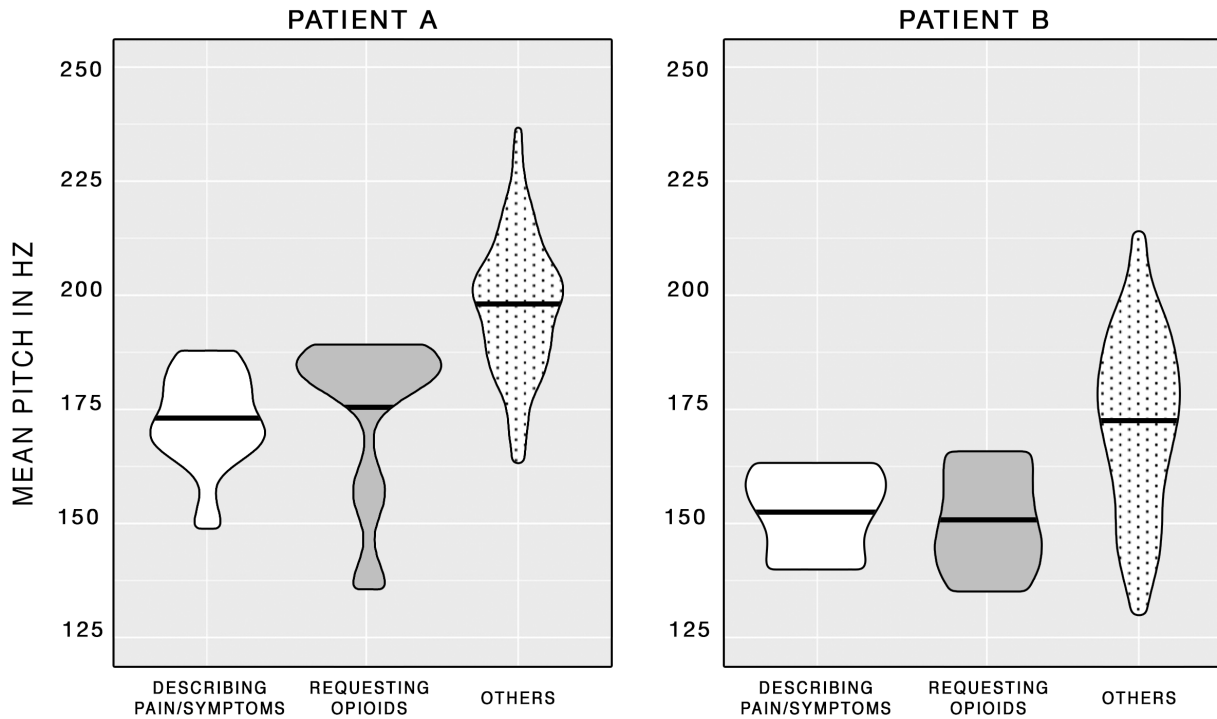 PATIENT A
PATIENT B
MEAN PITCH IN HZ
250
225
200
175
150
125
DESCRIBING
PAIN/SYMPTOMS
REQUESTING
OPIOIDS
OTHERS
250
225
200
175
150
125
DESCRIBING
PAIN/SYMPTOMS
REQUESTING
OPIOIDS
OTHERS